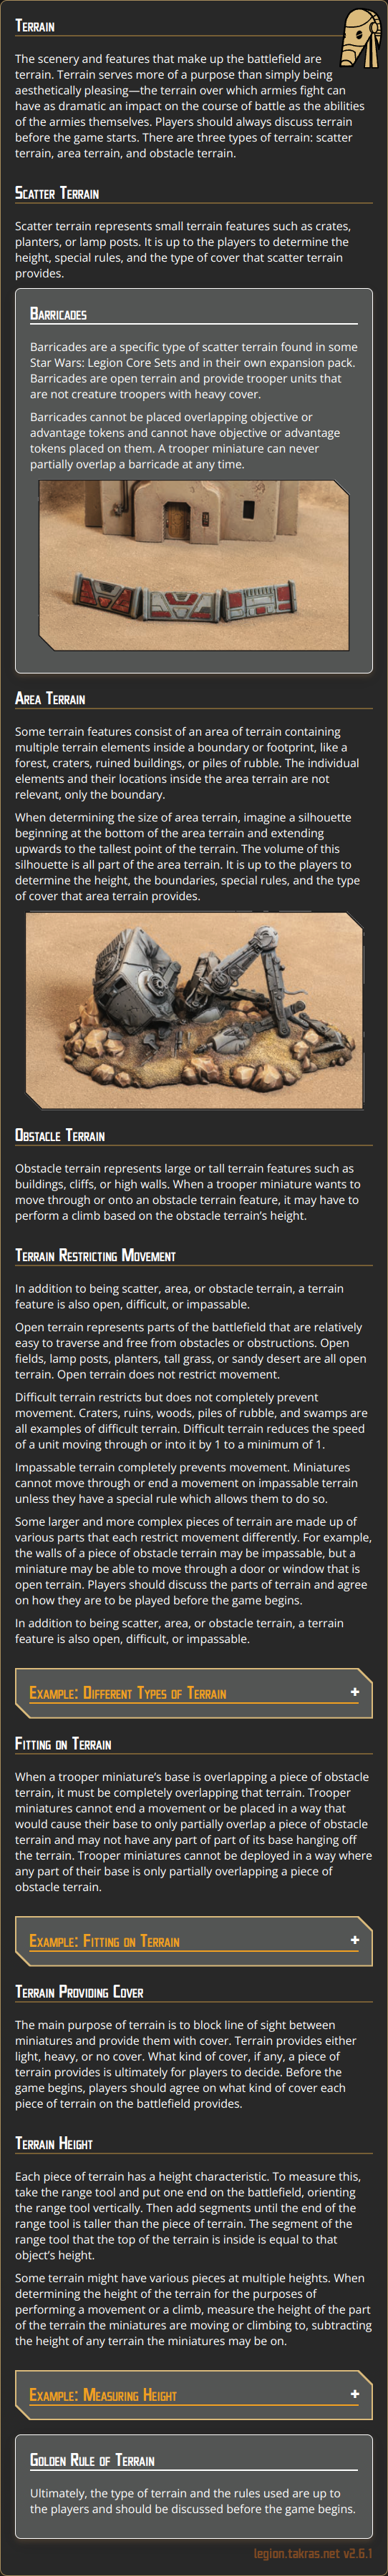 Terrain
The scenery and features that make up the battlefield are
terrain. Terrain serves more of a purpose than simply being
aesthetically pleasing—the terrain over which armies fight can
have as dramatic an impact on the course of battle as the abilities
of the armies themselves. Players should always discuss terrain
before the game starts. There are three types of terrain: scatter
terrain, area terrain, and obstacle terrain.
Scatter Terrain
Scatter terrain represents small terrain features such as crates,
planters, or lamp posts. It is up to the players to determine the
height, special rules, and the type of cover that scatter terrain
provides.
Barricades
Barricades are a specific type of scatter terrain found in some
Star Wars: Legion Core Sets and in their own expansion pack.
Barricades are open terrain and provide trooper units that
are not creature troopers with heavy cover.
Barricades cannot be placed overlapping objective or
advantage tokens and cannot have objective or advantage
tokens placed on them. A trooper miniature can never
partially overlap a barricade at any time.
Area Terrain
Some terrain features consist of an area of terrain containing
multiple terrain elements inside a boundary or footprint, like a
forest, craters, ruined buildings, or piles of rubble. The individual
elements and their locations inside the area terrain are not
relevant, only the boundary.
When determining the size of area terrain, imagine a silhouette
beginning at the bottom of the area terrain and extending
upwards to the tallest point of the terrain. The volume of this
silhouette is all part of the area terrain. It is up to the players to
determine the height, the boundaries, special rules, and the type
of cover that area terrain provides.
Obstacle Terrain
Obstacle terrain represents large or tall terrain features such as
buildings, cliffs, or high walls. When a trooper miniature wants to
move through or onto an obstacle terrain feature, it may have to
perform a climb based on the obstacle terrain's height.
Terrain Restricting Movement
In addition to being scatter, area, or obstacle terrain, a terrain
feature is also open, difficult, or impassable.
Open terrain represents parts of the battlefield that are relatively
easy to traverse and free from obstacles or obstructions. Open
fields, lamp posts, planters, tall grass, or sandy desert are all open
terrain. Open terrain does not restrict movement.
Difficult terrain restricts but does not completely prevent
movement. Craters, ruins, woods, piles of rubble, and swamps are
all examples of difficult terrain. Difficult terrain reduces the speed
of a unit moving through or into it by 1 to a minimum of 1.
Impassable terrain completely prevents movement. Miniatures
cannot move through or end a movement on impassable terrain
unless they have a special rule which allows them to do so.
Some larger and more complex pieces of terrain are made up of
various parts that each restrict movement differently. For example,
the walls of a piece of obstacle terrain may be impassable, but a
miniature may be able to move through a door or window that is
open terrain. Players should discuss the parts of terrain and agree
on how they are to be played before the game begins.
In addition to being scatter, area, or obstacle terrain, a terrain
feature is also open, difficult, or impassable.
Example: Different Types of Terrain +
Fitting on Terrain
When a trooper miniature's base is overlapping a piece of obstacle
terrain, it must be completely overlapping that terrain. Trooper
miniatures cannot end a movement or be placed in a way that
would cause their base to only partially overlap a piece of obstacle
terrain and may not have any part of part of its base hanging off
the terrain. Trooper miniatures cannot be deployed in a way where
any part of their base is only partially overlapping a piece of
obstacle terrain.
Example: Fitting on Terrain +
Terrain Providing Cover
The main purpose of terrain is to block line of sight between
miniatures and provide them with cover. Terrain provides either
light, heavy, or no cover. What kind of cover, if any, a piece of
terrain provides is ultimately for players to decide. Before the
game begins, players should agree on what kind of cover each
piece of terrain on the battlefield provides.
Terrain Height
Each piece of terrain has a height characteristic. To measure this,
take the range tool and put one end on the battlefield, orienting
the range tool vertically. Then add segments until the end of the
range tool is taller than the piece of terrain. The segment of the
range tool that the top of the terrain is inside is equal to that
object's height.
Some terrain might have various pieces at multiple heights. When
determining the height of the terrain for the purposes of
performing a movement or a climb, measure the height of the part
of the terrain the miniatures are moving or climbing to, subtracting
the height of any terrain the miniatures may be on.
Example: Measuring Height +
Golden Rule of Terrain
Ultimately, the type of terrain and the rules used are up to
the players and should be discussed before the game begins.
legion.takras.net v2.6.1